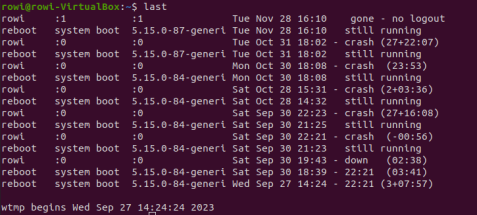 rowi@rowi-VirtualBox:~$ last
rowi     :1           :1               Tue Nov 28 16:10    gone - no logout
reboot   system boot  5.15.0-87-generi Tue Nov 28 16:10   still running
rowi     :0           :0               Tue Oct 31 18:02 - crash (27+22:07)
reboot   system boot  5.15.0-87-generi Tue Oct 31 18:02   still running
rowi     :0           :0               Mon Oct 30 18:08 - crash  (23:53)
reboot   system boot  5.15.0-84-generi Mon Oct 30 18:08   still running
rowi     :0           :0               Sat Oct 28 15:31 - crash (2+03:36)
reboot   system boot  5.15.0-84-generi Sat Oct 28 14:32   still running
rowi     :0           :0               Sat Sep 30 22:23 - crash (27+16:08)
reboot   system boot  5.15.0-84-generi Sat Sep 30 21:25   still running
rowi     :0           :0               Sat Sep 30 22:21 - crash  (-00:56)
reboot   system boot  5.15.0-84-generi Sat Sep 30 21:23   still running
rowi     :0           :0               Sat Sep 30 19:43 - down   (02:38)
reboot   system boot  5.15.0-84-generi Sat Sep 30 18:39 - 22:21  (03:41)
reboot   system boot  5.15.0-84-generi Wed Sep 27 14:24 - 22:21 (3+07:57)
wtmp begins Wed Sep 27 14:24:24 2023